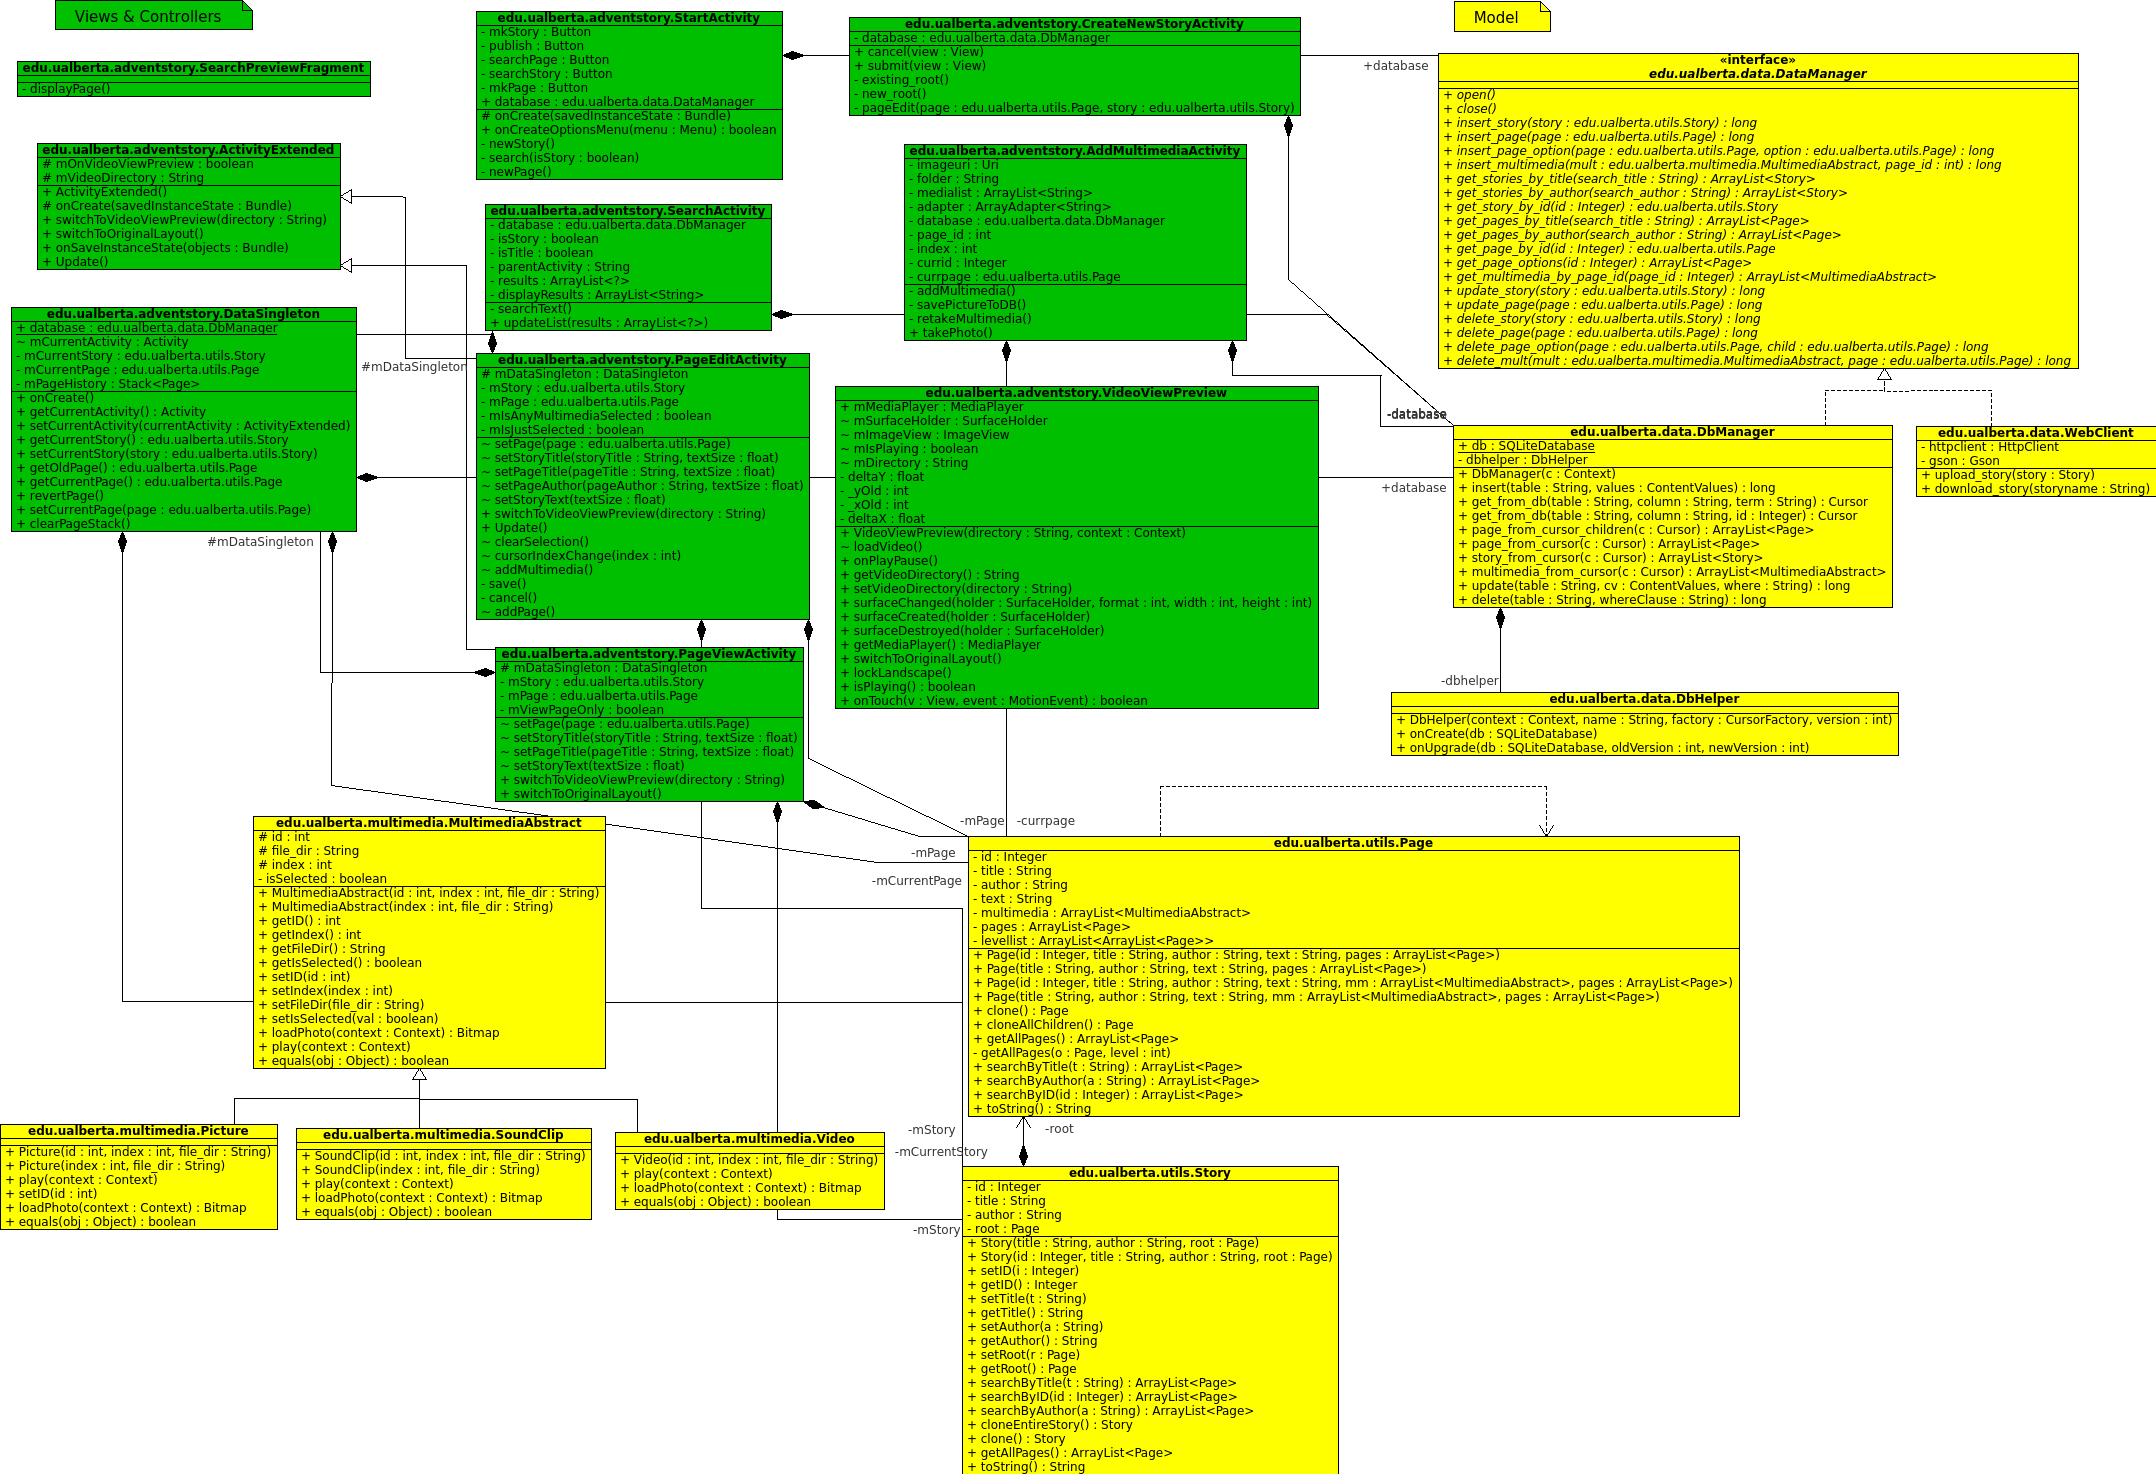 Views & Controllers
Model
edu.ualberta.adventstory.SearchPreviewFragment
- displayPage()
edu.ualberta.adventstory.ActivityExtended
# mOnVideoViewPreview : boolean
# mVideoDirectory : String
+ ActivityExtended()
# onCreate(savedInstanceState : Bundle)
+ switchToVideoViewPreview(directory : String)
+ switchToOriginalLayout()
+ onSaveInstanceState(objects : Bundle)
+ Update()
edu.ualberta.adventstory.DataSingleton
+ database : edu.ualberta.data.DbManager
~ mCurrentActivity : Activity
- mCurrentStory : edu.ualberta.utils.Story
- mCurrentPage : edu.ualberta.utils.Page
- mPageHistory : Stack<Page>
+ onCreate()
+ getCurrentActivity() : Activity
+ setCurrentActivity(currentActivity : ActivityExtended)
+ getCurrentStory() : edu.ualberta.utils.Story
+ setCurrentStory(story : edu.ualberta.utils.Story)
+ getOldPage() : edu.ualberta.utils.Page
+ getCurrentPage() : edu.ualberta.utils.Page
+ revertPage()
+ setCurrentPage(page : edu.ualberta.utils.Page)
+ clearPageStack()
#mDataSingleton
#mDataSingleton
edu.ualberta.adventstory.StartActivity
- mkStory : Button
- publish : Button
- searchPage : Button
- searchStory : Button
- mkPage : Button
+ database : edu.ualberta.data.DataManager
# onCreate(savedInstanceState : Bundle)
+ onCreateOptionsMenu(menu : Menu) : boolean
- newStory()
- search(isStory : boolean)
- newPage()
edu.ualberta.adventstory.SearchActivity
- database : edu.ualberta.data.DbManager
- isStory : boolean
- isTitle : boolean
- parentActivity : String
- results : ArrayList<?>
- displayResults : ArrayList<String>
- searchText()
+ updateList(results : ArrayList<?>)
edu.ualberta.adventstory.PageEditActivity
# mDataSingleton : DataSingleton
- mStory : edu.ualberta.utils.Story
- mPage : edu.ualberta.utils.Page
- mIsAnyMultimediaSelected : boolean
- mIsJustSelected : boolean
~ setPage(page : edu.ualberta.utils.Page)
~ setStoryTitle(storyTitle : String, textSize : float)
~ setPageTitle(pageTitle : String, textSize : float)
~ setPageAuthor(pageAuthor : String, textSize : float)
~ setStoryText(textSize : float)
+ switchToVideoViewPreview(directory : String)
+ Update()
~ clearSelection()
~ cursorIndexChange(index : int)
~ addMultimedia()
- save()
- cancel()
~ addPage()
edu.ualberta.adventstory.PageViewActivity
# mDataSingleton : DataSingleton
- mStory : edu.ualberta.utils.Story
- mPage : edu.ualberta.utils.Page
- mViewPageOnly : boolean
~ setPage(page : edu.ualberta.utils.Page)
~ setStoryTitle(storyTitle : String, textSize : float)
~ setPageTitle(pageTitle : String, textSize : float)
~ setStoryText(textSize : float)
+ switchToVideoViewPreview(directory : String)
+ switchToOriginalLayout()
edu.ualberta.adventstory.CreateNewStoryActivity
- database : edu.ualberta.data.DbManager
+ cancel(view : View)
+ submit(view : View)
- existing_root()
- new_root()
- pageEdit(page : edu.ualberta.utils.Page, story : edu.ualberta.utils.Story)
edu.ualberta.adventstory.AddMultimediaActivity
- imageuri : Uri
- folder : String
- medialist : ArrayList<String>
- adapter : ArrayAdapter<String>
- database : edu.ualberta.data.DbManager
- page_id : int
- index : int
- currid : Integer
- currpage : edu.ualberta.utils.Page
- addMultimedia()
- savePictureToDB()
- retakeMultimedia()
+ takePhoto()
edu.ualberta.adventstory.VideoViewPreview
+ mMediaPlayer : MediaPlayer
~ mSurfaceHolder : SurfaceHolder
~ mImageView : ImageView
~ mIsPlaying : boolean
~ mDirectory : String
- deltaY : float
- _yOld : int
- _xOld : int
- deltaX : float
+ VideoViewPreview(directory : String, context : Context)
~ loadVideo()
+ onPlayPause()
+ getVideoDirectory() : String
+ setVideoDirectory(directory : String)
+ surfaceChanged(holder : SurfaceHolder, format : int, width : int, height : int)
+ surfaceCreated(holder : SurfaceHolder)
+ surfaceDestroyed(holder : SurfaceHolder)
+ getMediaPlayer() : MediaPlayer
+ switchToOriginalLayout()
+ lockLandscape()
+ isPlaying() : boolean
+ onTouch(v : View, event : MotionEvent) : boolean
+database
-database
+database
«interface»
edu.ualberta.data.DataManager
+ open()
+ close()
+ insert_story(story : edu.ualberta.utils.Story) : long
+ insert_page(page : edu.ualberta.utils.Page) : long
+ insert_page_option(page : edu.ualberta.utils.Page, option : edu.ualberta.utils.Page) : long
+ insert_multimedia(mult : edu.ualberta.multimedia.MultimediaAbstract, page_id : int) : long
+ get_stories_by_title(search_title : String) : ArrayList<Story>
+ get_stories_by_author(search_author : String) : ArrayList<Story>
+ get_story_by_id(id : Integer) : edu.ualberta.utils.Story
+ get_pages_by_title(search_title : String) : ArrayList<Page>
+ get_pages_by_author(search_author : String) : ArrayList<Page>
+ get_page_by_id(id : Integer) : edu.ualberta.utils.Page
+ get_page_options(id : Integer) : ArrayList<Page>
+ get_multimedia_by_page_id(page_id : Integer) : ArrayList<MultimediaAbstract>
+ update_story(story : edu.ualberta.utils.Story) : long
+ update_page(page : edu.ualberta.utils.Page) : long
+ delete_story(story : edu.ualberta.utils.Story) : long
+ delete_page(page : edu.ualberta.utils.Page) : long
+ delete_page_option(page : edu.ualberta.utils.Page, child : edu.ualberta.utils.Page) : long
+ delete_mult(mult : edu.ualberta.multimedia.MultimediaAbstract, page : edu.ualberta.utils.Page) : long
edu.ualberta.data.DbManager
+ db : SQLiteDatabase
- dbhelper : DbHelper
+ DbManager(c : Context)
+ insert(table : String, values : ContentValues) : long
+ get_from_db(table : String, column : String, term : String) : Cursor
+ get_from_db(table : String, column : String, id : Integer) : Cursor
+ page_from_cursor_children(c : Cursor) : ArrayList<Page>
+ page_from_cursor(c : Cursor) : ArrayList<Page>
+ story_from_cursor(c : Cursor) : ArrayList<Story>
+ multimedia_from_cursor(c : Cursor) : ArrayList<MultimediaAbstract>
+ update(table : String, cv : ContentValues, where : String) : long
+ delete(table : String, whereClause : String) : long
edu.ualberta.data.WebClient
- httpclient : HttpClient
- gson : Gson
+ upload_story(story : Story)
+ download_story(storyname : String)
-dbhelper
edu.ualberta.data.DbHelper
+ DbHelper(context : Context, name : String, factory : CursorFactory, version : int)
+ onCreate(db : SQLiteDatabase)
+ onUpgrade(db : SQLiteDatabase, oldVersion : int, newVersion : int)
-mPage
-currpage
-mPage
-mCurrentPage
edu.ualberta.multimedia.MultimediaAbstract
# id : int
# file_dir : String
# index : int
- isSelected : boolean
+ MultimediaAbstract(id : int, index : int, file_dir : String)
+ MultimediaAbstract(index : int, file_dir : String)
+ getID() : int
+ getIndex() : int
+ getFileDir() : String
+ getIsSelected() : boolean
+ setID(id : int)
+ setIndex(index : int)
+ setFileDir(file_dir : String)
+ setIsSelected(val : boolean)
+ loadPhoto(context : Context) : Bitmap
+ play(context : Context)
+ equals(obj : Object) : boolean
edu.ualberta.utils.Page
- id : Integer
- title : String
- author : String
- text : String
- multimedia : ArrayList<MultimediaAbstract>
- pages : ArrayList<Page>
- levellist : ArrayList<ArrayList<Page>>
+ Page(id : Integer, title : String, author : String, text : String, pages : ArrayList<Page>)
+ Page(title : String, author : String, text : String, pages : ArrayList<Page>)
+ Page(id : Integer, title : String, author : String, text : String, mm : ArrayList<MultimediaAbstract>, pages : ArrayList<Page>)
+ Page(title : String, author : String, text : String, mm : ArrayList<MultimediaAbstract>, pages : ArrayList<Page>)
+ clone() : Page
+ cloneAllChildren() : Page
+ getAllPages() : ArrayList<Page>
- getAllPages(o : Page, level : int)
+ searchByTitle(t : String) : ArrayList<Page>
+ searchByAuthor(a : String) : ArrayList<Page>
+ searchByID(id : Integer) : ArrayList<Page>
+ toString() : String
edu.ualberta.multimedia.Picture
+ Picture(id : int, index : int, file_dir : String)
+ Picture(index : int, file_dir : String)
+ play(context : Context)
+ setID(id : int)
+ loadPhoto(context : Context) : Bitmap
+ equals(obj : Object) : boolean
edu.ualberta.multimedia.SoundClip
+ SoundClip(id : int, index : int, file_dir : String)
+ SoundClip(index : int, file_dir : String)
+ play(context : Context)
+ loadPhoto(context : Context) : Bitmap
+ equals(obj : Object) : boolean
edu.ualberta.multimedia.Video
+ Video(id : int, index : int, file_dir : String)
+ play(context : Context)
+ loadPhoto(context : Context) : Bitmap
+ equals(obj : Object) : boolean
-mStory
-root
-mCurrentStory
-mStory
edu.ualberta.utils.Story
- id : Integer
- title : String
- author : String
- root : Page
+ Story(title : String, author : String, root : Page)
+ Story(id : Integer, title : String, author : String, root : Page)
+ setID(i : Integer)
+ getID() : Integer
+ setTitle(t : String)
+ getTitle() : String
+ setAuthor(a : String)
+ getAuthor() : String
+ setRoot(r : Page)
+ getRoot() : Page
+ searchByTitle(t : String) : ArrayList<Page>
+ searchByID(id : Integer) : ArrayList<Page>
+ searchByAuthor(a : String) : ArrayList<Page>
+ cloneEntireStory() : Story
+ clone() : Story
+ getAllPages() : ArrayList<Page>
+ toString() : String